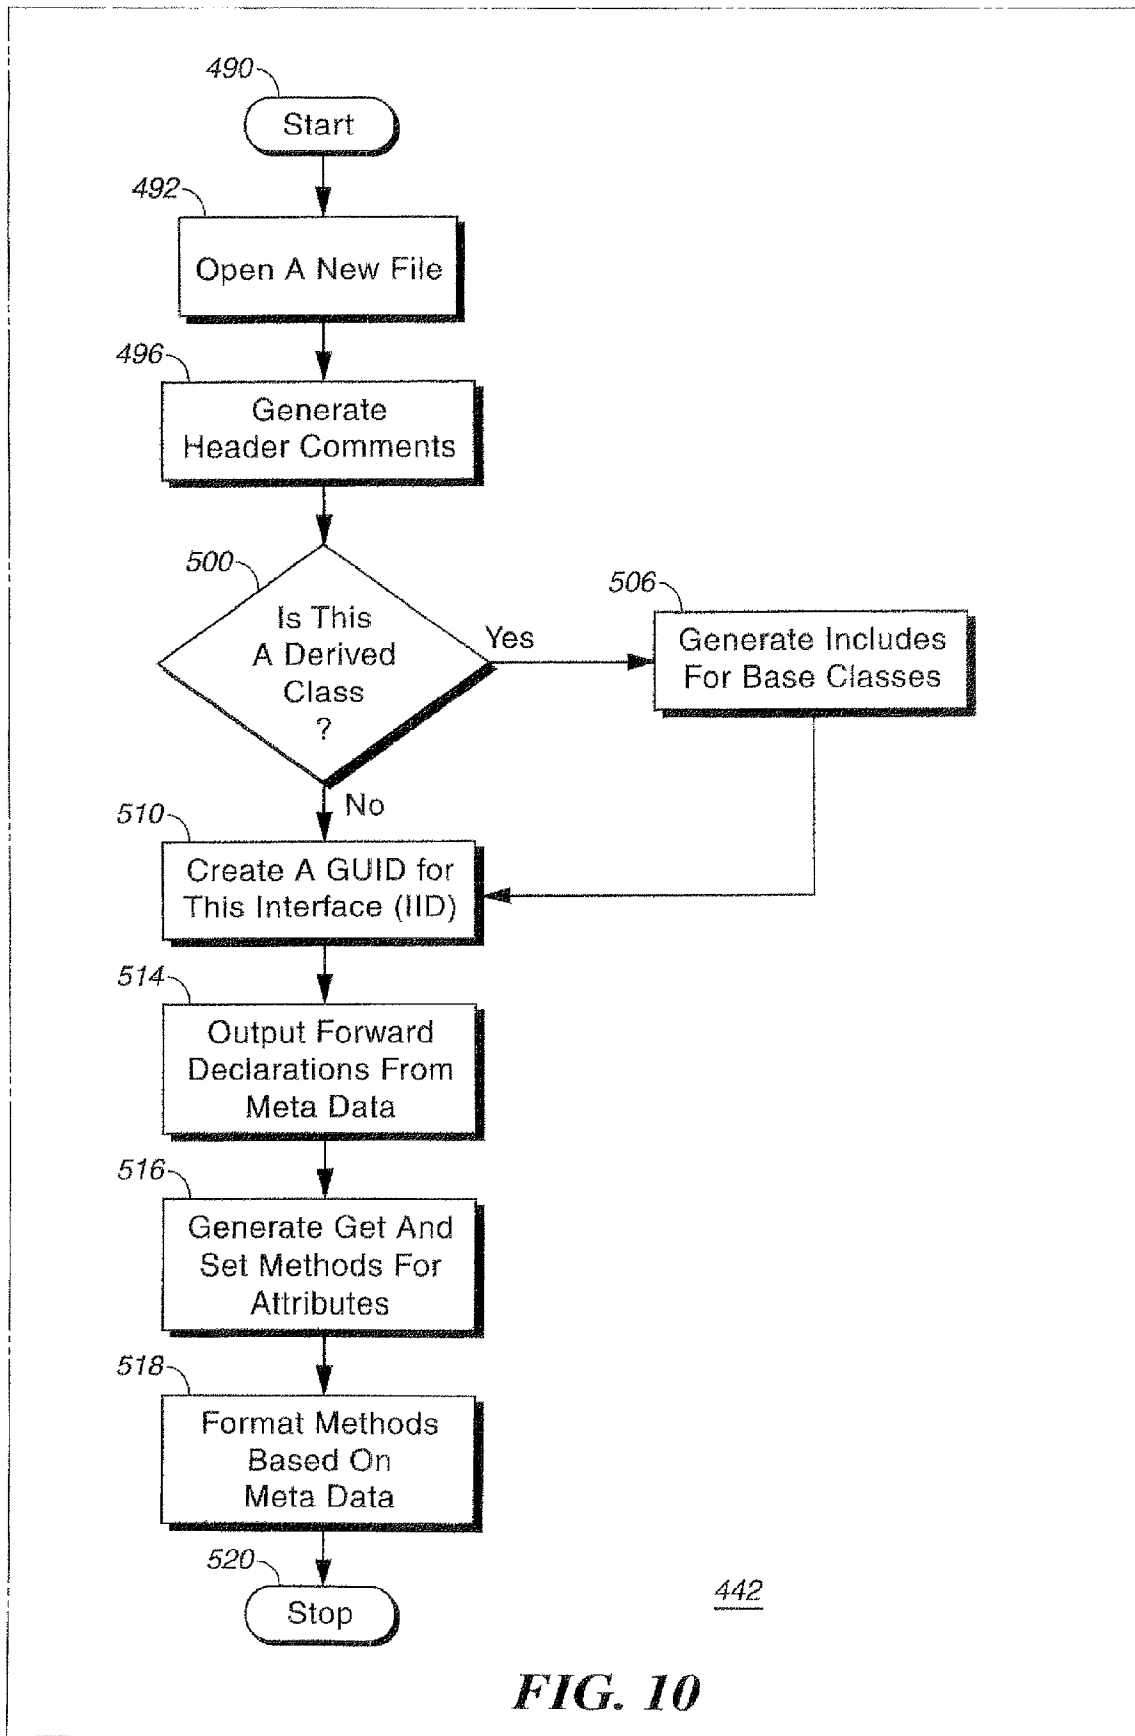 490
Start
492
Open A New File
496
Generate
Header Comments
500
Is This
A Derived
Class
?
Yes
506
Generate Includes
For Base Classes
No
510
Create A GUID for
This Interface (IID)
514
Output Forward
Declarations From
Meta Data
516
Generate Get And
Set Methods For
Attributes
518
Format Methods
Based On
Meta Data
520
Stop
442
FIG. 10